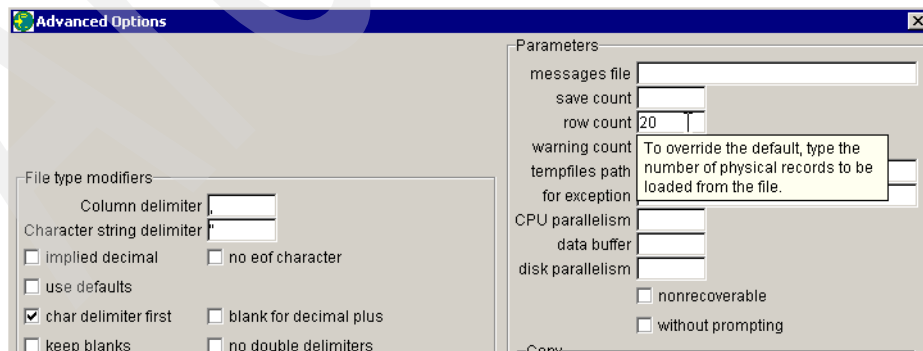 Advanced Options
Parameters
messages file
save count
row count 20
warning count
To override the default, type the
number of physical records to be
loaded from the file.
tempfiles path
for exception
CPU parallelism
data buffer
disk parallelism
nonrecoverable
without prompting
Copy
File type modifiers
Column delimiter ,
Character string delimiter "
implied decimal no eof character
use defaults
char delimiter first blank for decimal plus
keep blanks no double delimiters